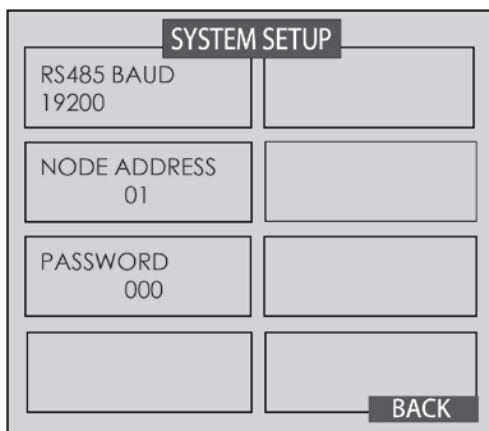 SYSTEM SETUP
RS485 BAUD
19200
NODE ADDRESS
01
PASSWORD
000
BACK